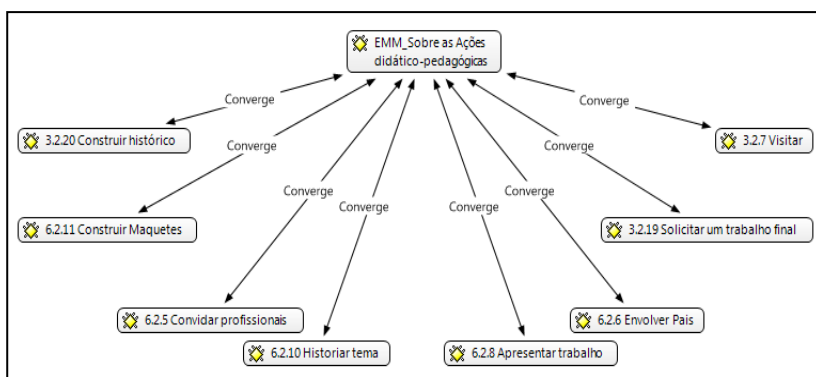 EMM_Sobre as Ações
didático-pedagógicas
Converge
Converge
3.2.20 Construir histórico
3.2.7 Visitar
Converge
Converge
Converge
Converge
Converge
Converge
6.2.11 Construir Maquetes
3.2.19 Solicitar um trabalho final
6.2.5 Convidar profissionais
6.2.6 Envolver Pais
6.2.10 Historiar tema
6.2.8 Apresentar trabalho